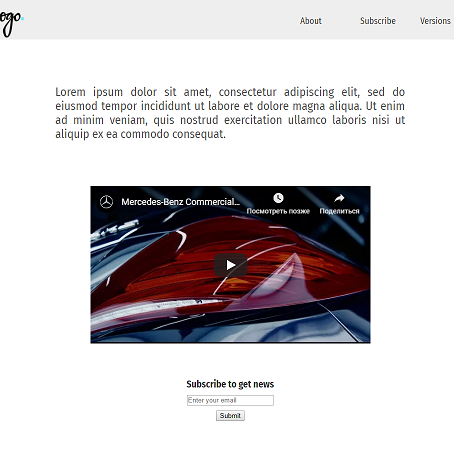 ogo.
About Subscribe Versions
Lorem ipsum dolor sit amet, consectetur adipiscing elit, sed do
eiusmod tempor incididunt ut labore et dolore magna aliqua. Ut enim
ad minim veniam, quis nostrud exercitation ullamco laboris nisi ut
aliquip ex ea commodo consequat.
Mercedes-Benz Commercial...
Посмотреть позже Поделиться
Subscribe to get news
Enter your email
Submit